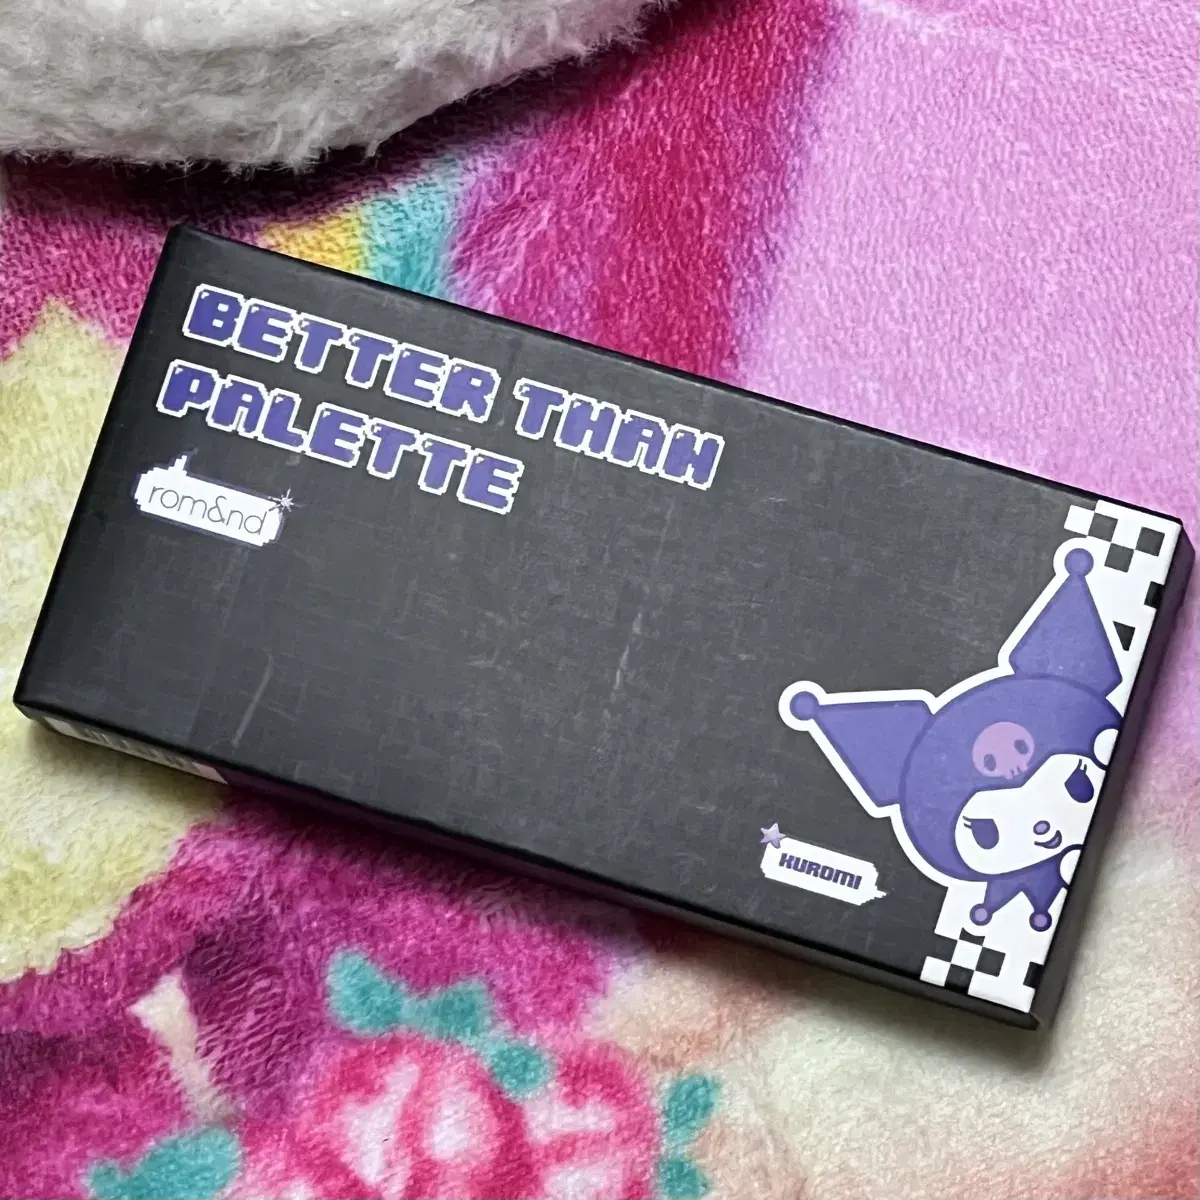 BETTER THAN
PALETTE
rom&nd
KUROMI